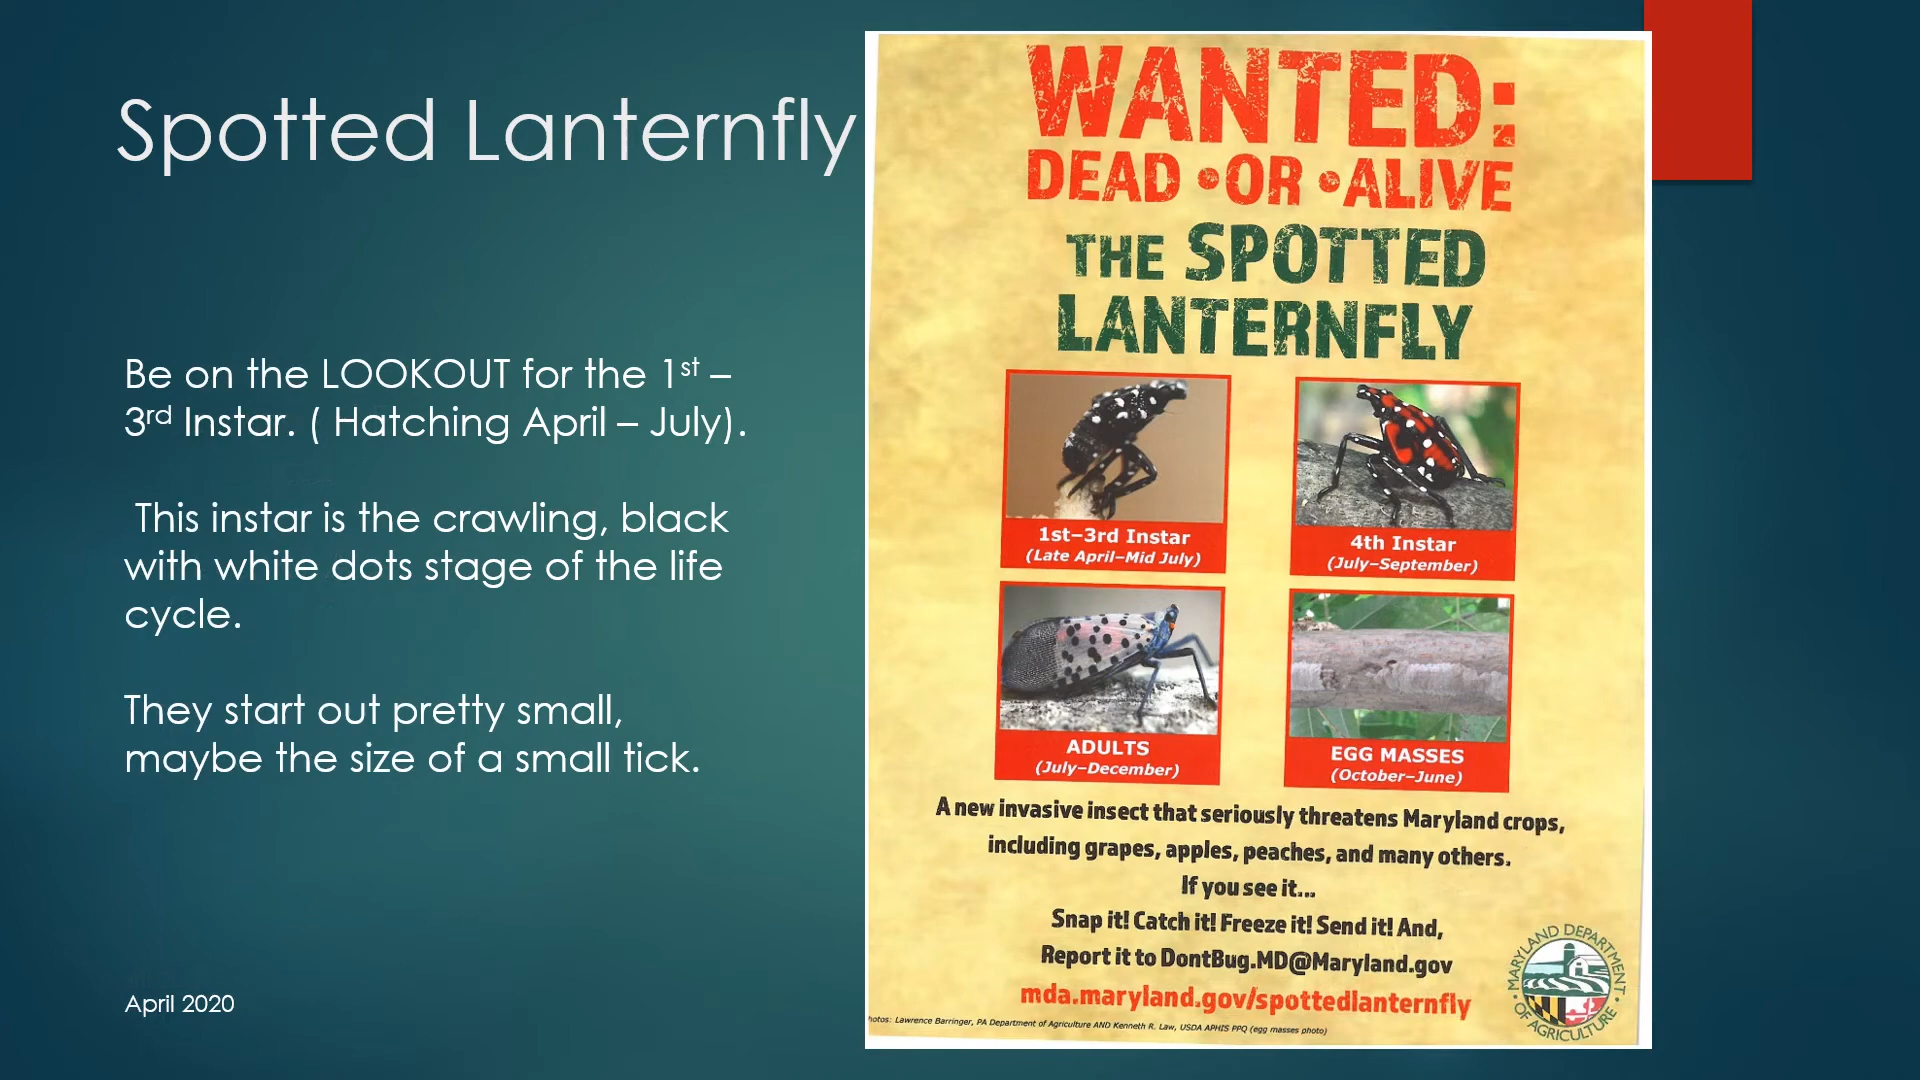 Spotted Lanternfly
Be on the LOOKOUT for the 1st –
3rd Instar. ( Hatching April – July).
This instar is the crawling, black
with white dots stage of the life
cycle.
They start out pretty small,
maybe the size of a small tick.
April 2020
WANTED:
DEAD • OR • ALIVE
THE SPOTTED
LANTERNFLY
1st–3rd Instar
(Late April–Mid July)
4th Instar
(July–September)
ADULTS
(July–December)
EGG MASSES
(October–June)
A new invasive insect that seriously threatens Maryland crops,
including grapes, apples, peaches, and many others.
If you see it...
Snap it! Catch it! Freeze it! Send it! And,
Report it to DontBug.MD@Maryland.gov
mda.maryland.gov/spottedlanternfly
hotos: Lawrence Barringer, PA Department of Agriculture AND Kenneth R. Law, USDA APHIS PPQ (egg masses photo)
MARYLAND DEPARTMENT
• OF AGRICULTURE •